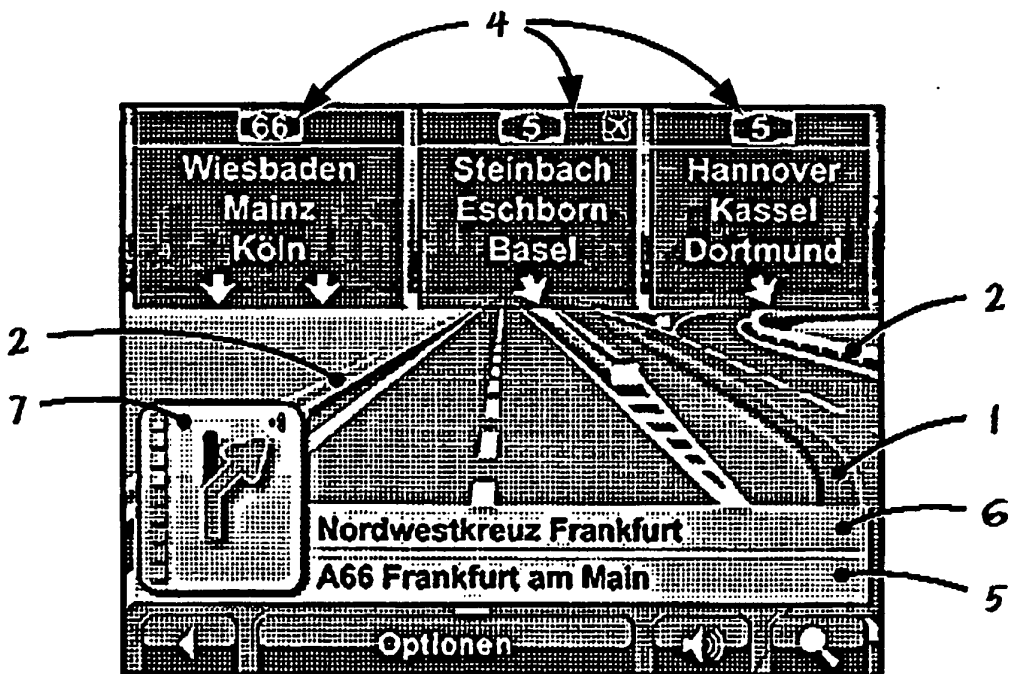 4
66
5
5
Wiesbaden
Mainz
Köln
Steinbach
Eschborn
Basel
Hannover
Kassel
Dortmund
2
2
7
1
Nordwestkreuz Frankfurt
6
A66 Frankfurt am Main
5
Optionen